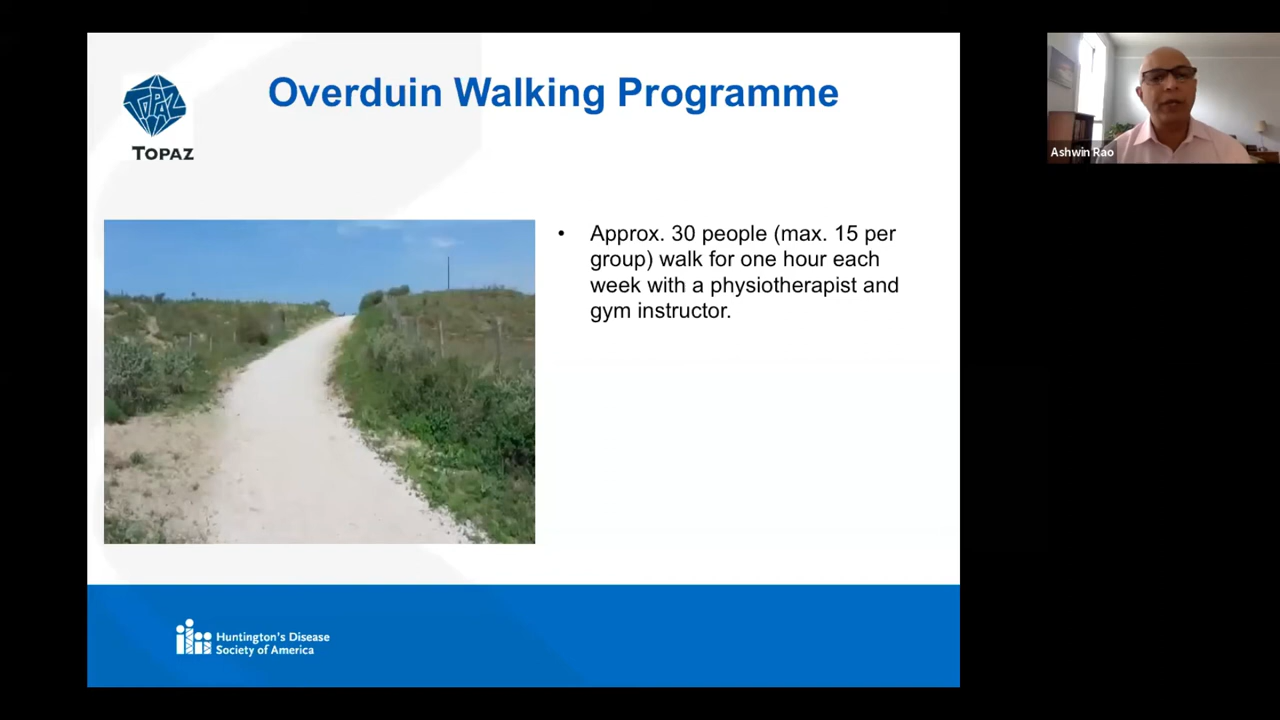 Overduin Walking Programme
TOPAZ
TOPAZ
• Approx. 30 people (max. 15 per
group) walk for one hour each
week with a physiotherapist and
gym instructor.
Huntington's Disease
Society of America
Ashwin Rao